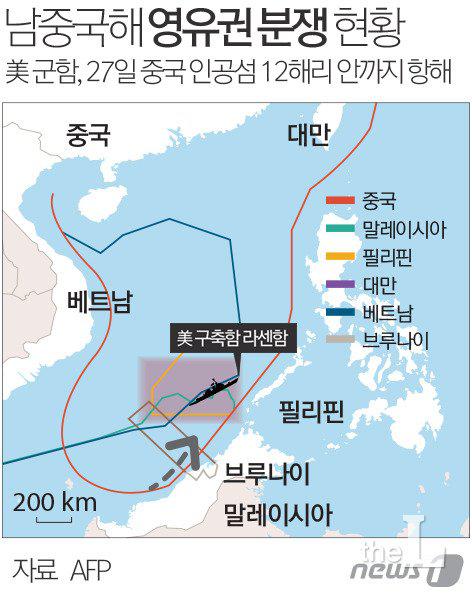 남중국해 영유권 분쟁 현황
美 군함, 27일 중국 인공섬 12해리 안까지 항해
중국
대만
중국
말레이시아
필리핀
대만
베트남
브루나이
베트남
美 구축함 라센함
필리핀
브루나이
말레이시아
200 km
자료 AFP
the L
news1